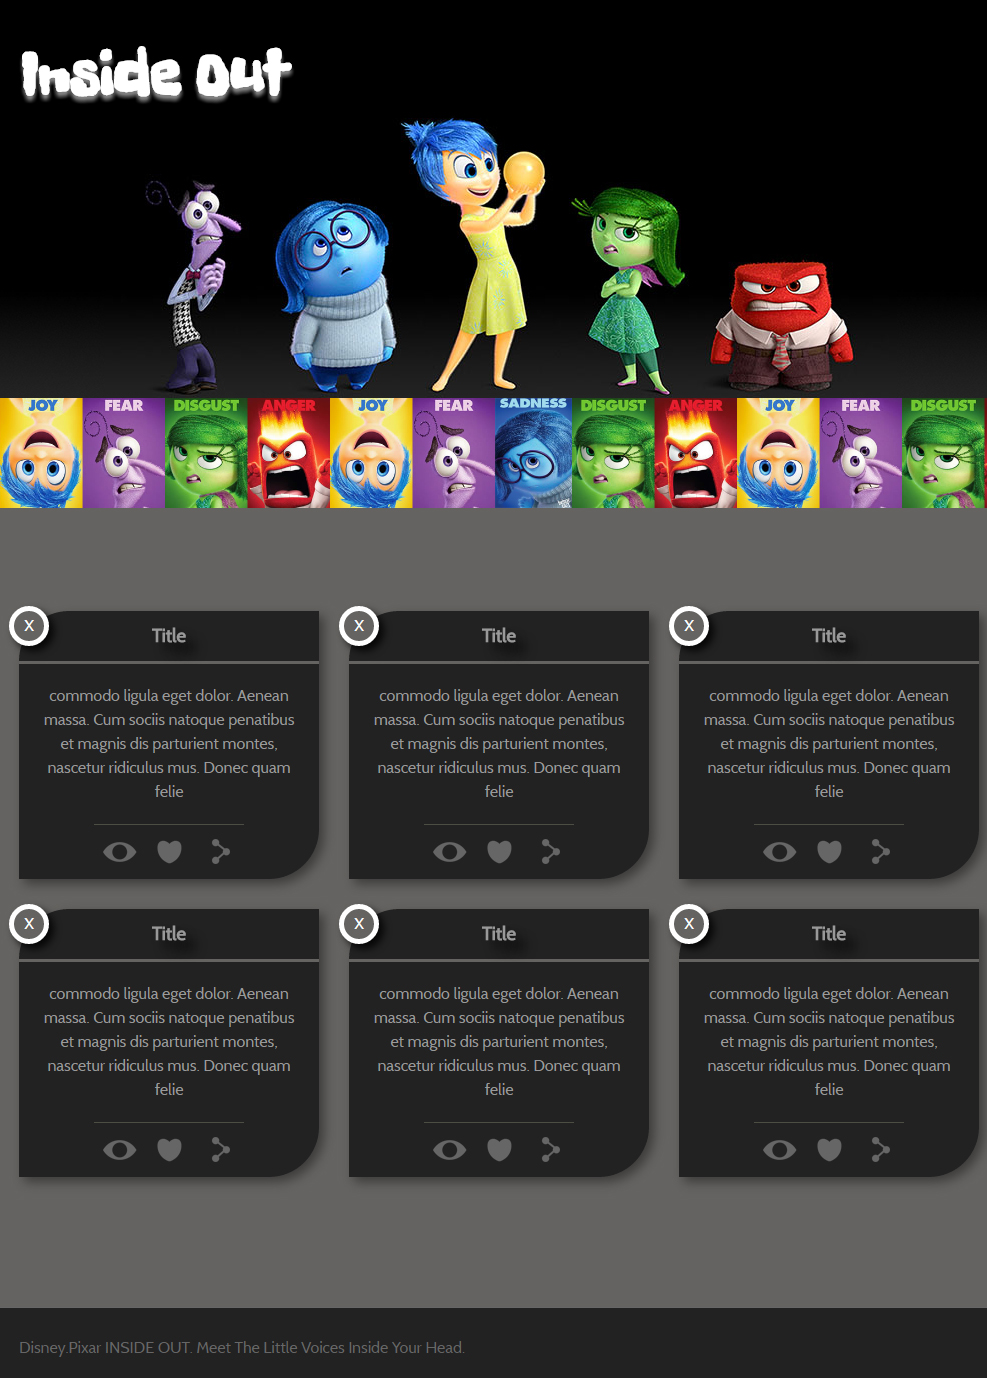 Inside Out
JOY FEAR DISGUST ANGER JOY FEAR SADNESS DISGUST ANGER JOY FEAR DISGUST
X Title X Title X Title
commodo ligula eget dolor. Aenean
massa. Cum sociis natoque penatibus
et magnis dis parturient montes,
nascetur ridiculus mus. Donec quam
felie
commodo ligula eget dolor. Aenean
massa. Cum sociis natoque penatibus
et magnis dis parturient montes,
nascetur ridiculus mus. Donec quam
felie
commodo ligula eget dolor. Aenean
massa. Cum sociis natoque penatibus
et magnis dis parturient montes,
nascetur ridiculus mus. Donec quam
felie
X Title X Title X Title
commodo ligula eget dolor. Aenean
massa. Cum sociis natoque penatibus
et magnis dis parturient montes,
nascetur ridiculus mus. Donec quam
felie
commodo ligula eget dolor. Aenean
massa. Cum sociis natoque penatibus
et magnis dis parturient montes,
nascetur ridiculus mus. Donec quam
felie
commodo ligula eget dolor. Aenean
massa. Cum sociis natoque penatibus
et magnis dis parturient montes,
nascetur ridiculus mus. Donec quam
felie
Disney.Pixar INSIDE OUT. Meet The Little Voices Inside Your Head.